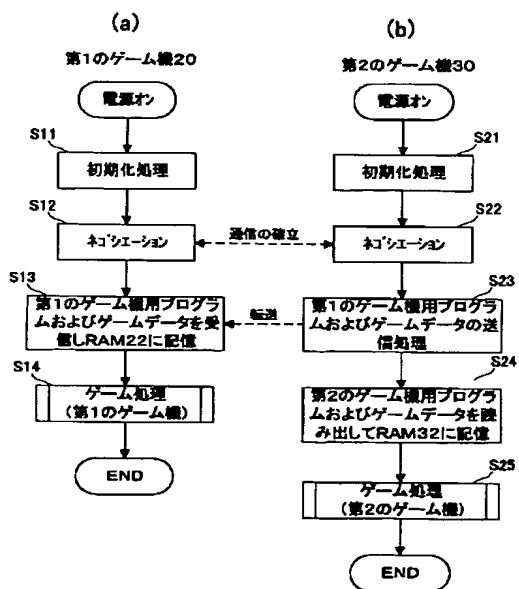 (a)
第1のゲーム機20
電源オン
S11
初期化処理
S12
ネゴシエーション
S13
第1のゲーム機用プログラ
ムおよびゲームデータを受
信しRAM22に記憶
S14
ゲーム処理
(第1のゲーム機)
END
通信の確立
転送
(b)
第2のゲーム機30
電源オン
S21
初期化処理
S22
ネゴシエーション
S23
第1のゲーム機用プログラ
ムおよびゲームデータの送
信処理
S24
第2のゲーム機用プログラ
ムおよびゲームデータを読
み出してRAM32に記憶
S25
ゲーム処理
(第2のゲーム機)
END